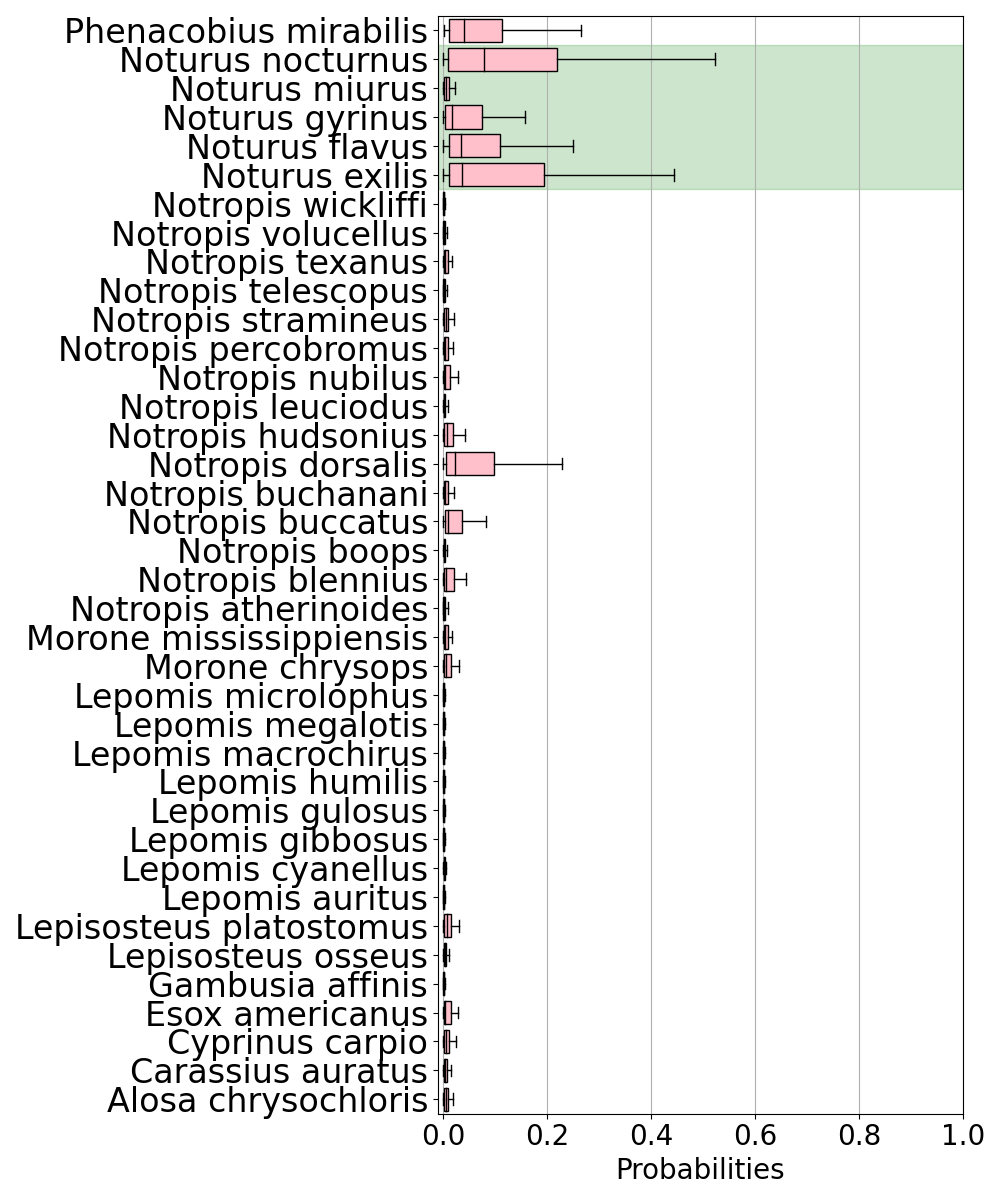 Phenacobius mirabilis
Noturus nocturnus
Noturus miurus
Noturus gyrinus
Noturus flavus
Noturus exilis
Notropis wickliffi
Notropis volucellus
Notropis texanus
Notropis telescopus
Notropis stramineus
Notropis percobromus
Notropis nubilus
Notropis leuciodus
Notropis hudsonius
Notropis dorsalis
Notropis buchanani
Notropis buccatus
Notropis boops
Notropis blennius
Notropis atherinoides
Morone mississippiensis
Morone chrysops
Lepomis microlophus
Lepomis megalotis
Lepomis macrochirus
Lepomis humilis
Lepomis gulosus
Lepomis gibbosus
Lepomis cyanellus
Lepomis auritus
Lepisosteus platostomus
Lepisosteus osseus
Gambusia affinis
Esox americanus
Cyprinus carpio
Carassius auratus
Alosa chrysochloris
0.0 0.2 0.4 0.6 0.8 1.0
Probabilities